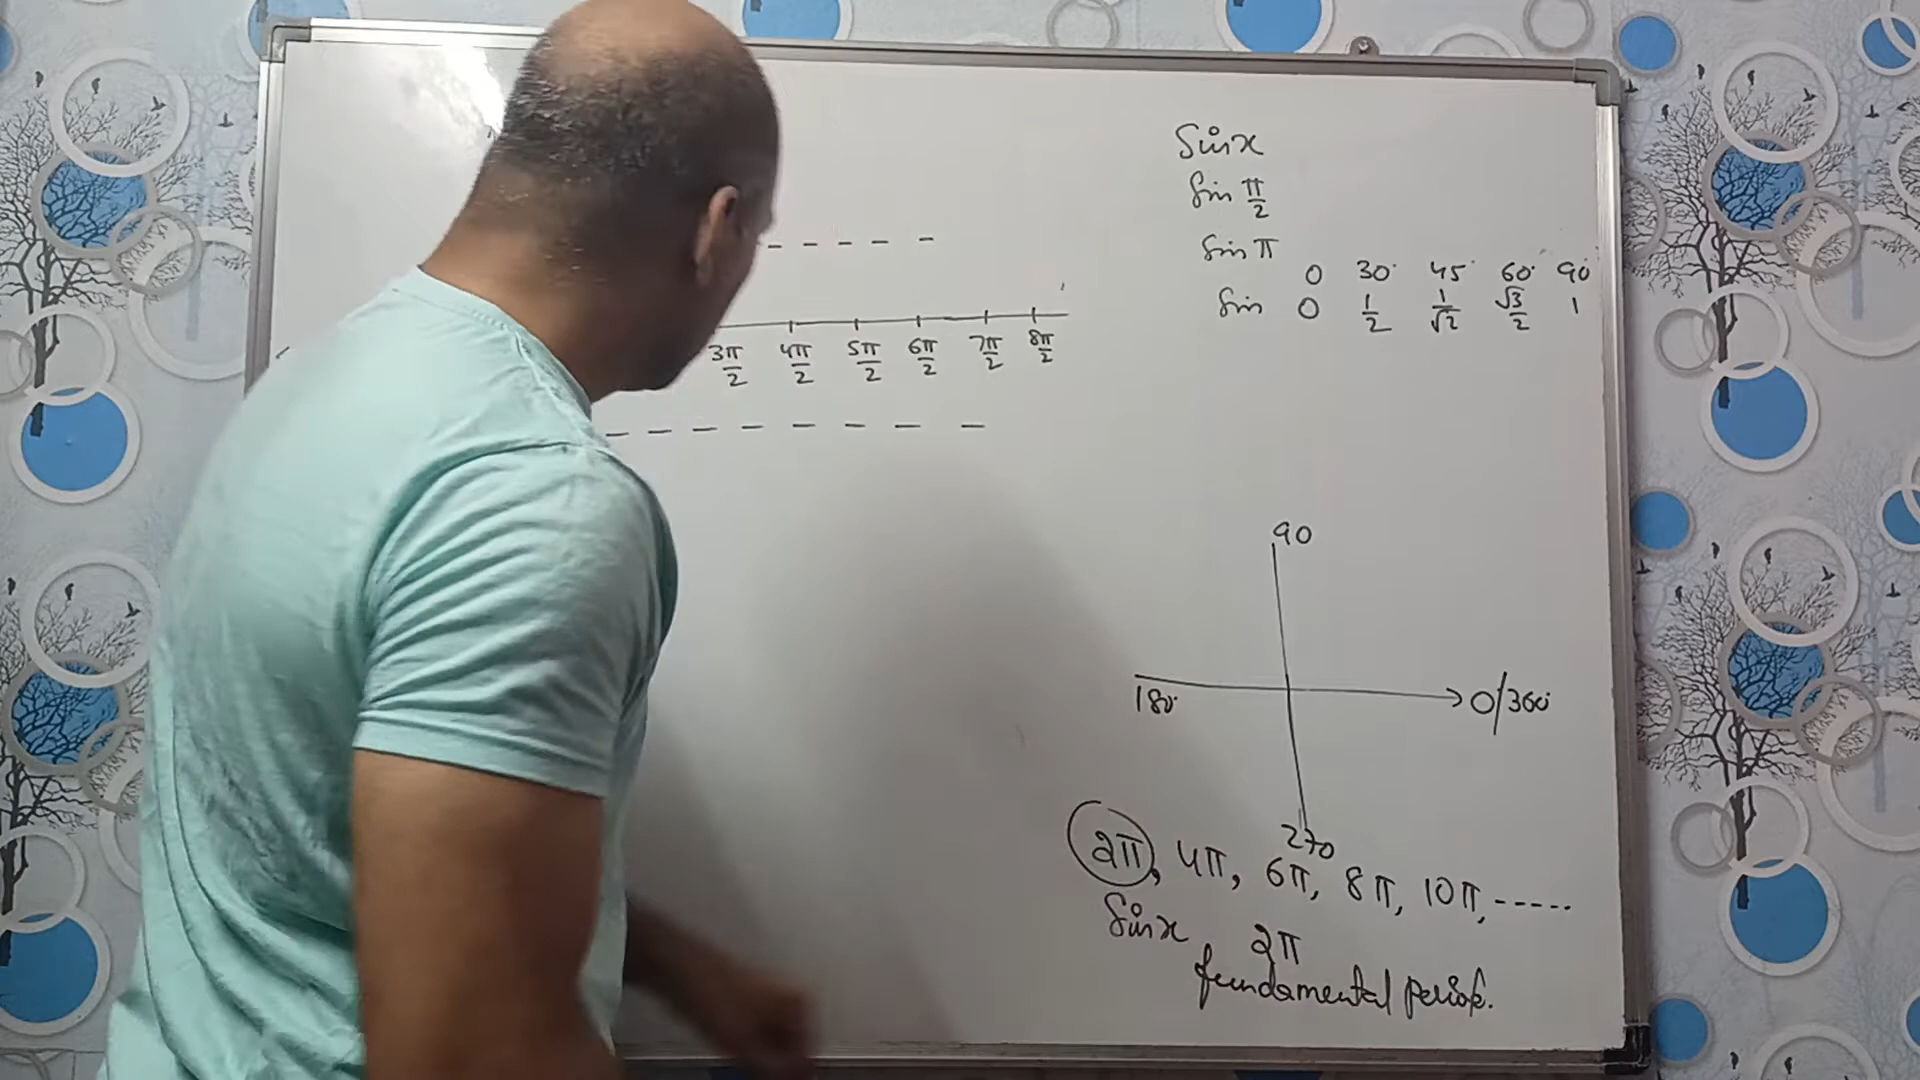 Sinx
Sin π/2
Sin π
0 30° 45° 60° 90
Sin 0 1/2 1/√2 √3/2 1
3π/2 4π/2 5π/2 6π/2 7π/2 8π/2
90
180° 0/360°
270
2π, 4π, 6π, 8π, 10π, -----
Sinx, 2π
fundamental period.